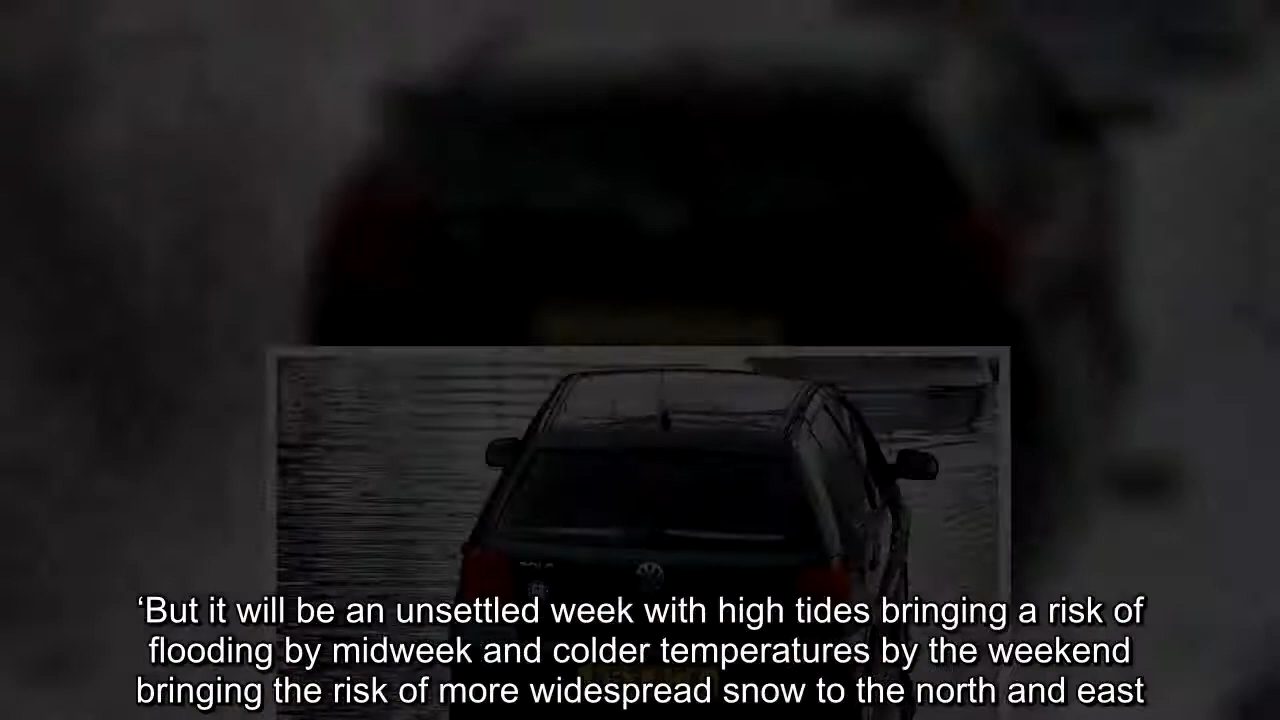 ‘But it will be an unsettled week with high tides bringing a risk of
flooding by midweek and colder temperatures by the weekend
bringing the risk of more widespread snow to the north and east